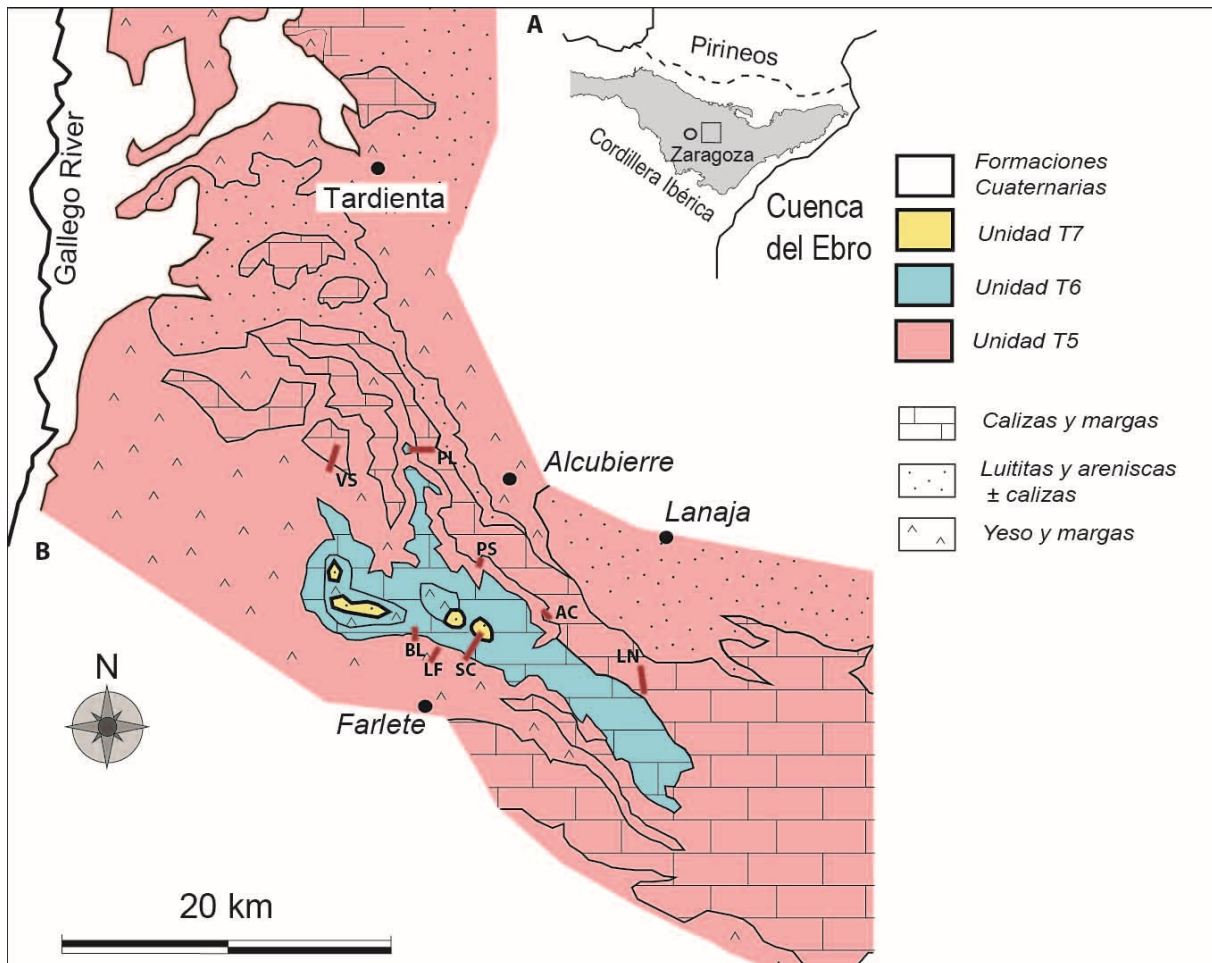 A
Pirineos
Zaragoza
Cordillera Ibérica
Cuenca
del Ebro
Gallego River
Tardienta
Formaciones
Cuaternarias
Unidad T7
Unidad T6
Unidad T5
Calizas y margas
Luititas y areniscas
± calizas
Yeso y margas
VS
PL
Alcubierre
Lanaja
B
PS
AC
BL
LF
SC
LN
N
Farlete
20 km